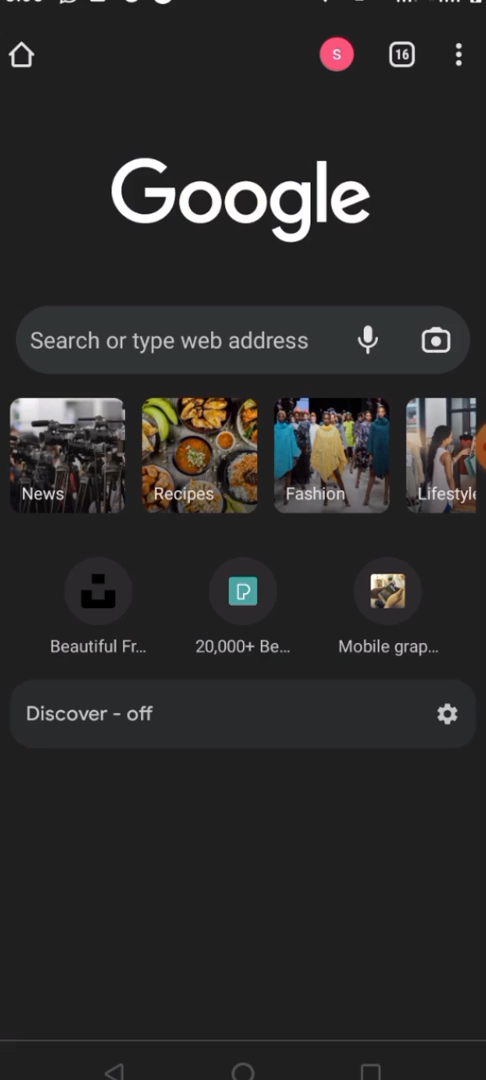 S
16
Google
Search or type web address
News
Recipes
Fashion
Lifestyle
Beautiful Fr...
20,000+ Be...
Mobile grap...
Discover - off